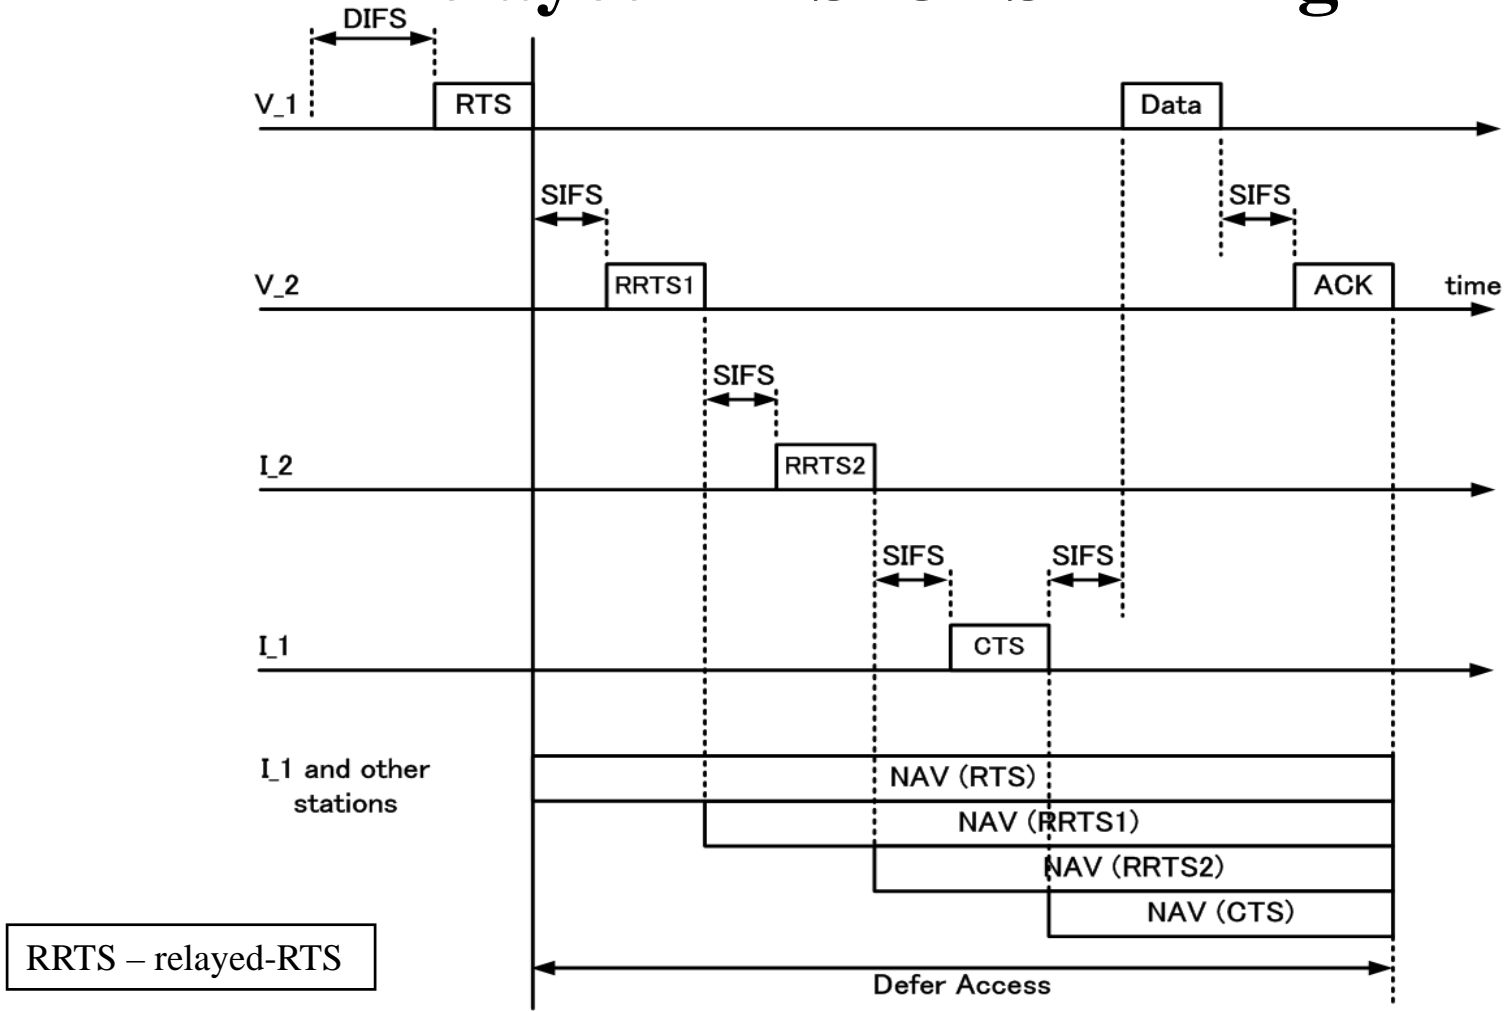 DIFS
V_1
RTS
Data
SIFS
SIFS
V_2
RRTS1
ACK
time
SIFS
I_2
RRTS2
SIFS
SIFS
I_1
CTS
I_1 and other
stations
NAV (RTS)
NAV (RRTS1)
NAV (RRTS2)
NAV (CTS)
RRTS – relayed-RTS
Defer Access